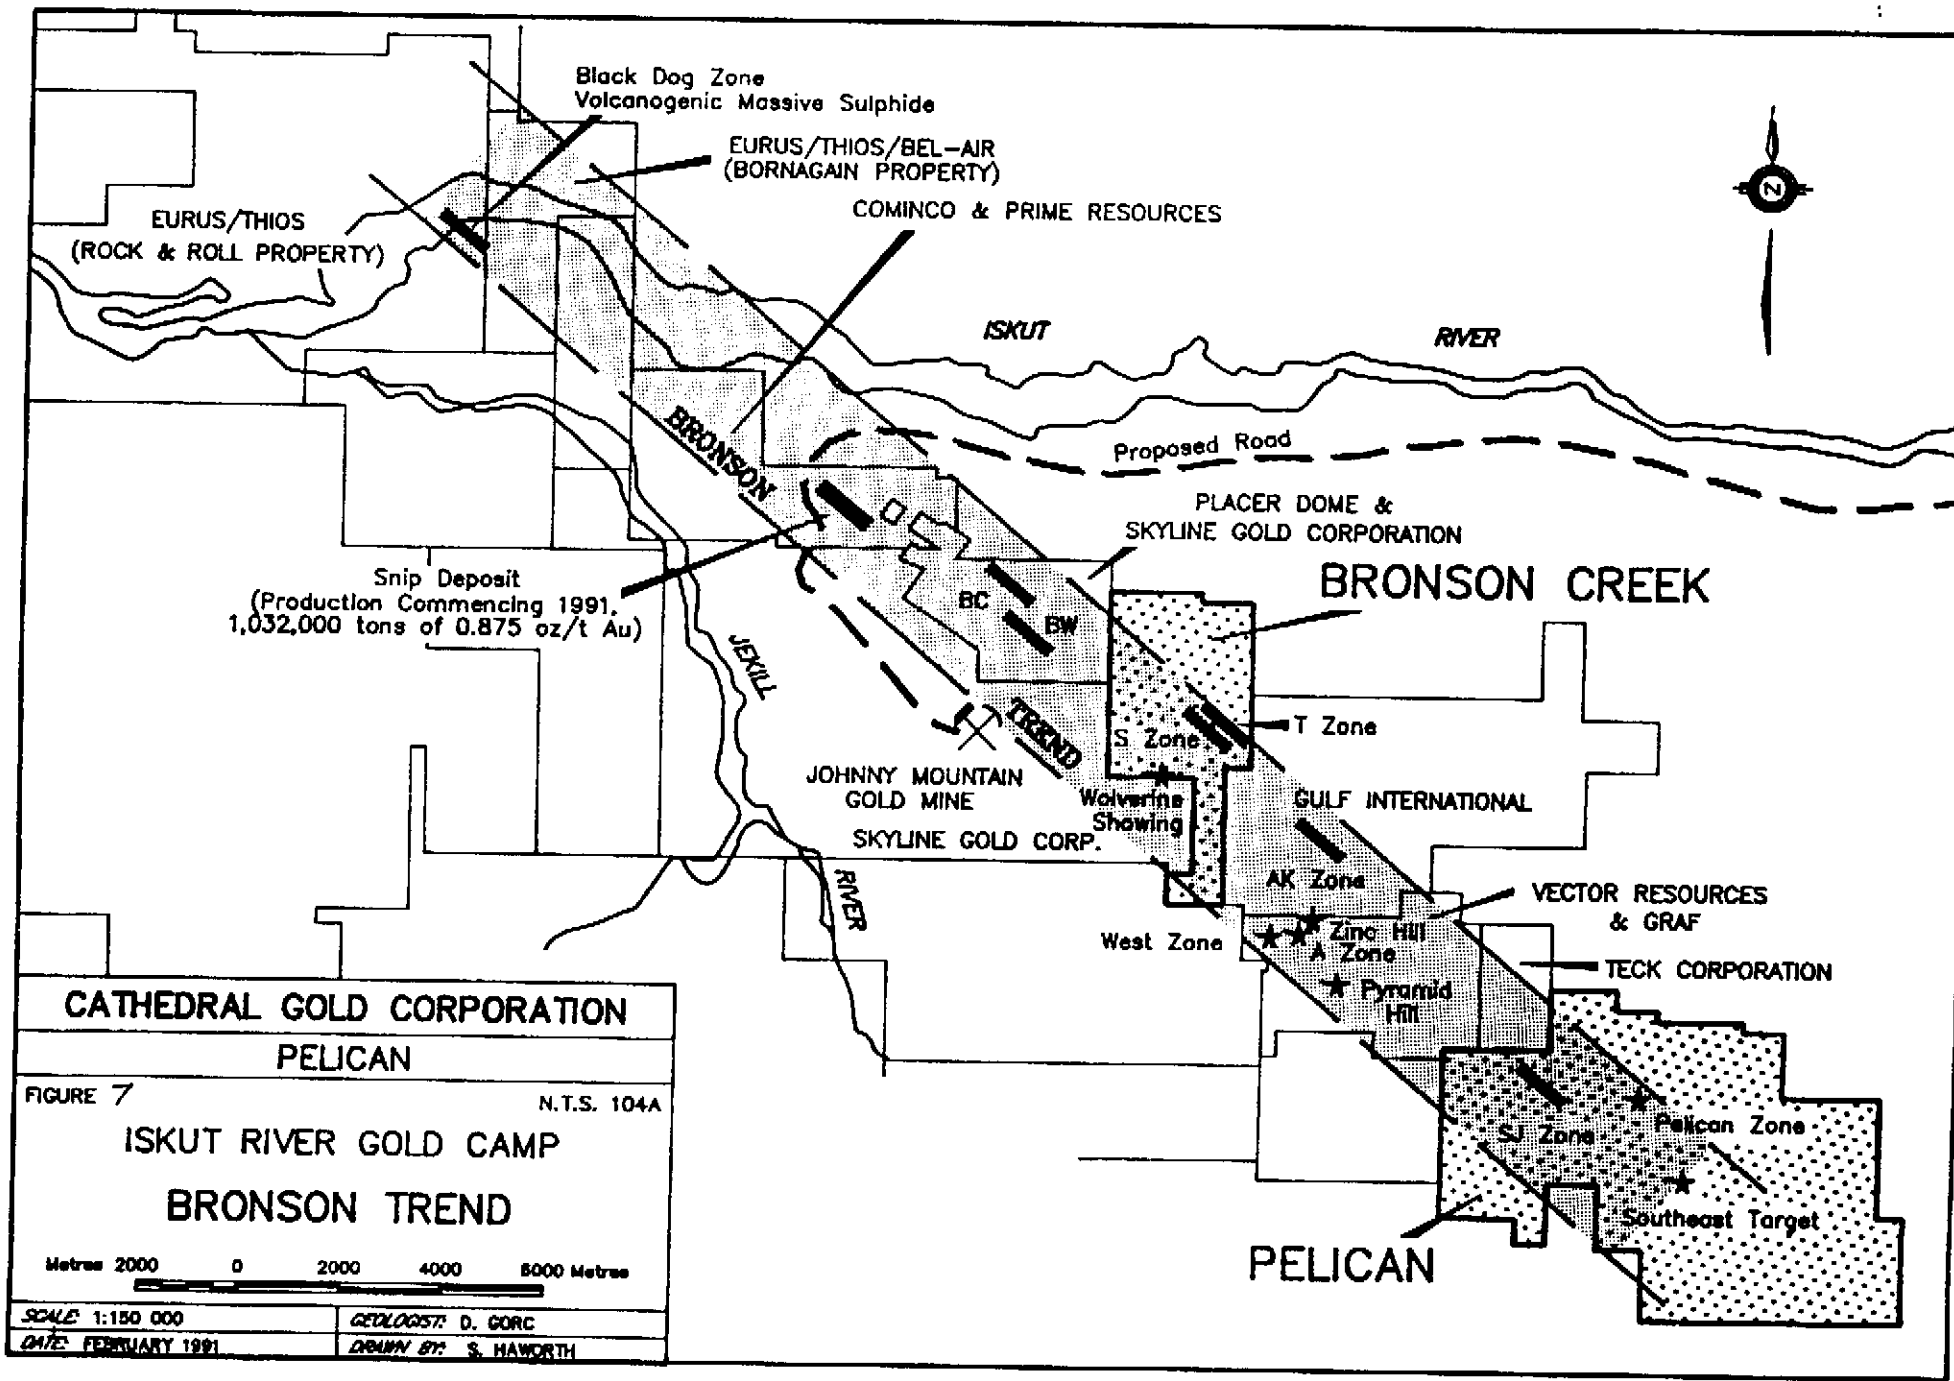 Black Dog Zone
Volcanogenic Massive Sulphide
EURUS/THIOS/BEL-AIR
(BORNAGAIN PROPERTY)
COMINCO & PRIME RESOURCES
EURUS/THIOS
(ROCK & ROLL PROPERTY)
N
ISKUT
RIVER
BRONSON
Proposed Road
PLACER DOME &
SKYLINE GOLD CORPORATION
BRONSON CREEK
Snip Deposit
(Production Commencing 1991,
1,032,000 tons of 0.875 oz/t Au)
BC
BW
JEKILL
TREND
S Zone
T Zone
JOHNNY MOUNTAIN
GOLD MINE
SKYLINE GOLD CORP.
Wolverine
Showing
GULF INTERNATIONAL
AK Zone
RIVER
VECTOR RESOURCES
& GRAF
West Zone
Zinc Hill
A Zone
TECK CORPORATION
Pyramid
Hill
SJ Zone
Pelican Zone
Southeast Target
PELICAN
CATHEDRAL GOLD CORPORATION
PELICAN
FIGURE 7
N.T.S. 104A
ISKUT RIVER GOLD CAMP
BRONSON TREND
Metres 2000 0 2000 4000 6000 Metres
SCALE: 1:150 000
GEOLOGIST: D. GORC
DATE: FEBRUARY 1991
DRAWN BY: S. HAWORTH